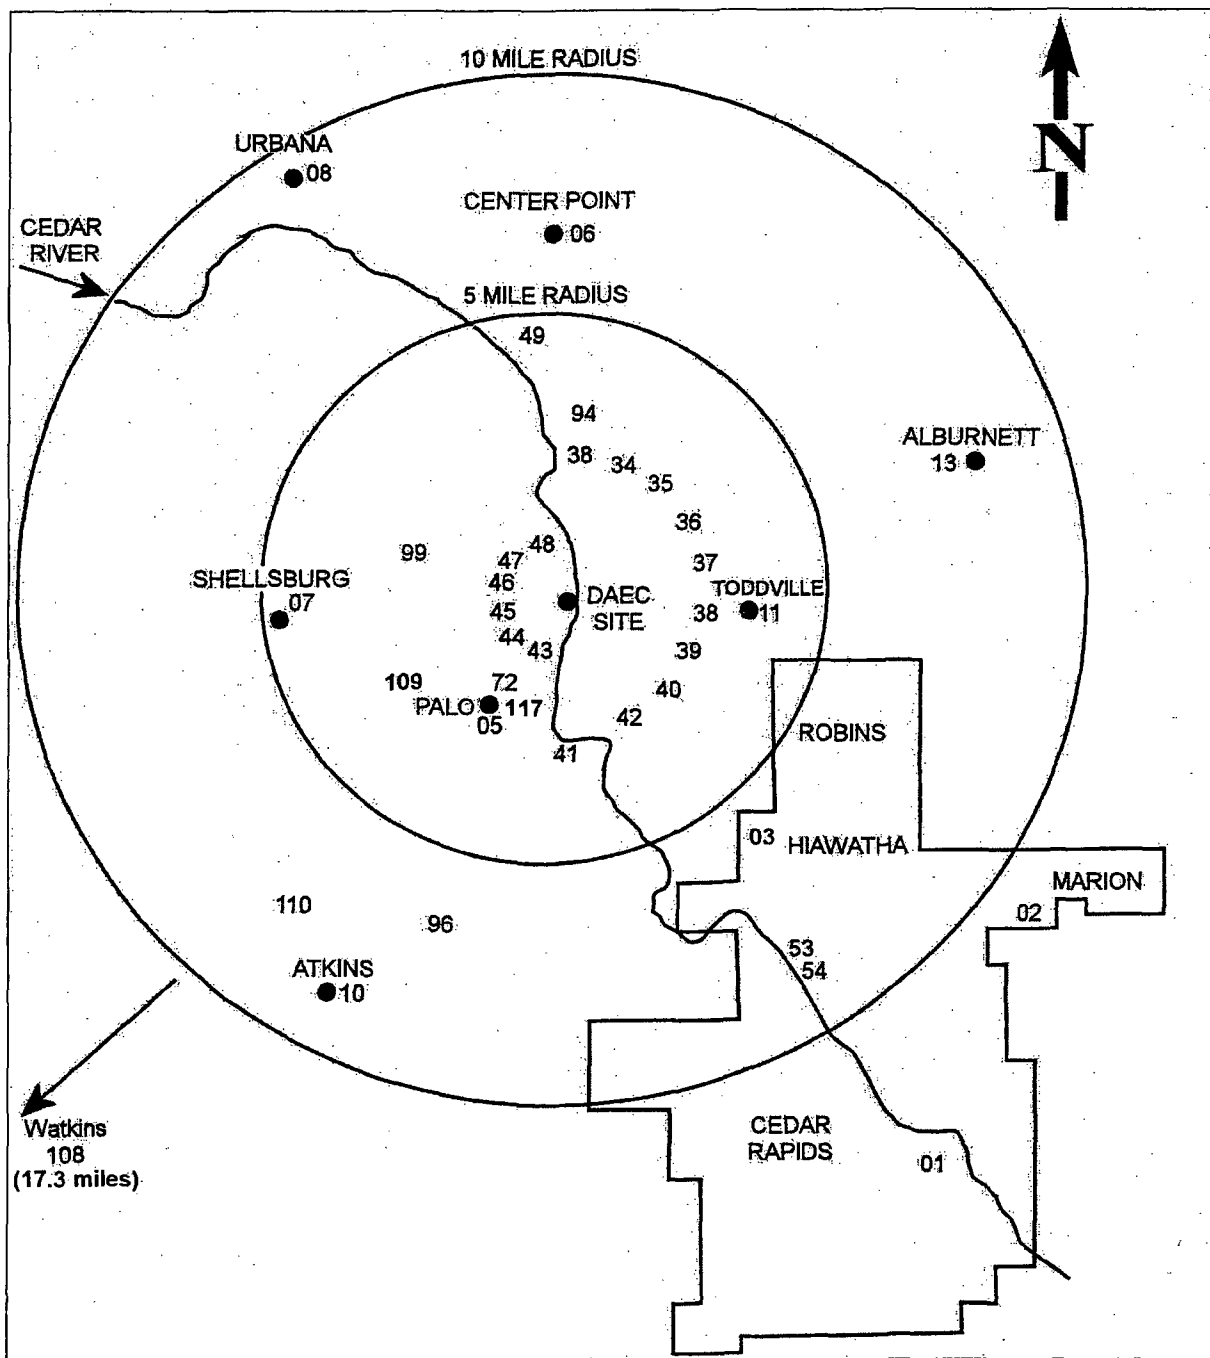 10 MILE RADIUS
N
URBANA
08
CENTER POINT
06
CEDAR
RIVER
5 MILE RADIUS
49
94
ALBURNETT
13
38
34
35
36
48
47
99
37
46
SHELLSBURG
07
DAEC
SITE
TODDVILLE
11
45
38
44
43
39
109
72
40
PALO
117
05
42
41
ROBINS
03
HIAWATHA
MARION
02
110
96
53
54
ATKINS
10
Watkins
108
(17.3 miles)
CEDAR
RAPIDS
01